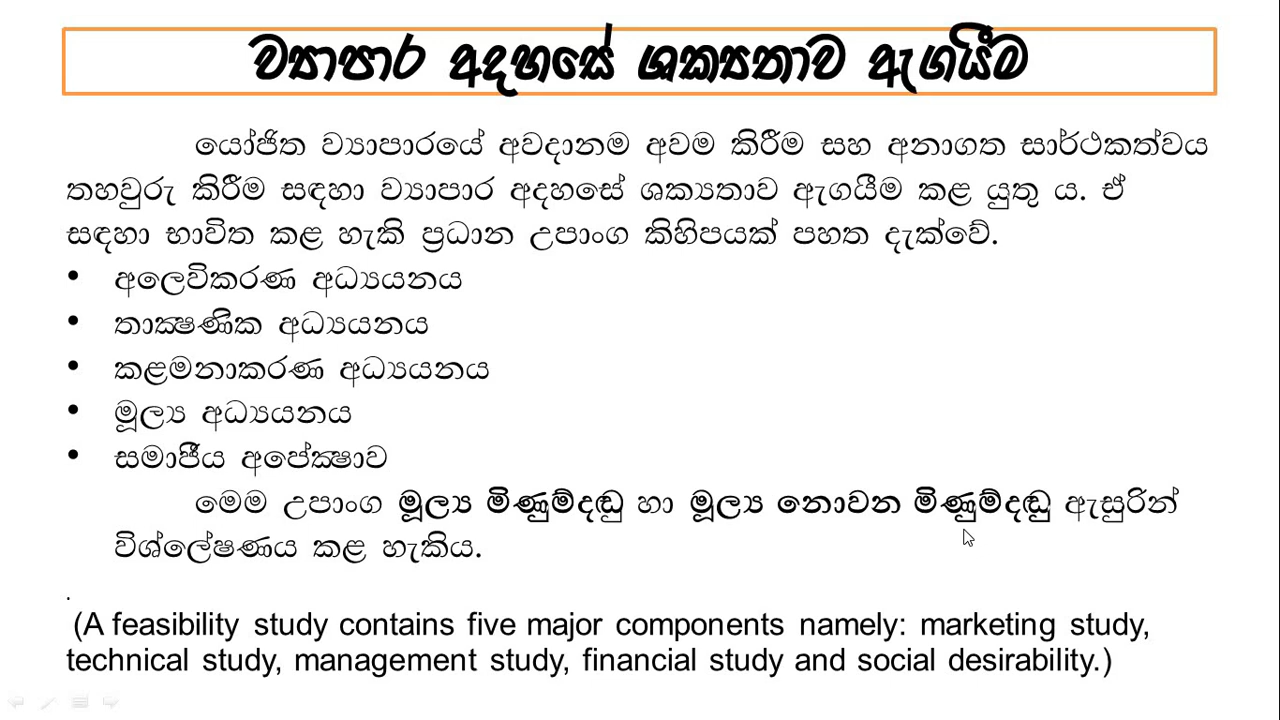 ව්‍යාපාර අදහසේ ශක්‍යතාව ඇගයීම
යෝජිත ව්‍යාපාරයේ අවදානම අවම කිරීම සහ අනාගත සාර්ථකත්වය
තහවුරු කිරීම සඳහා ව්‍යාපාර අදහසේ ශක්‍යතාව ඇගයීම කළ යුතු ය. ඒ
සඳහා භාවිත කළ හැකි ප්‍රධාන උපාංග කිහිපයක් පහත දැක්වේ.
• අලෙවිකරණ අධ්‍යයනය
• තාක්‍ෂණික අධ්‍යයනය
• කළමනාකරණ අධ්‍යයනය
• මූල්‍ය අධ්‍යයනය
• සමාජීය අපේක්‍ෂාව
මෙම උපාංග මූල්‍ය මිණුම්දඬු හා මූල්‍ය නොවන මිණුම්දඬු ඇසුරින්
විශ්ලේෂණය කළ හැකිය.
.
(A feasibility study contains five major components namely: marketing study,
technical study, management study, financial study and social desirability.)